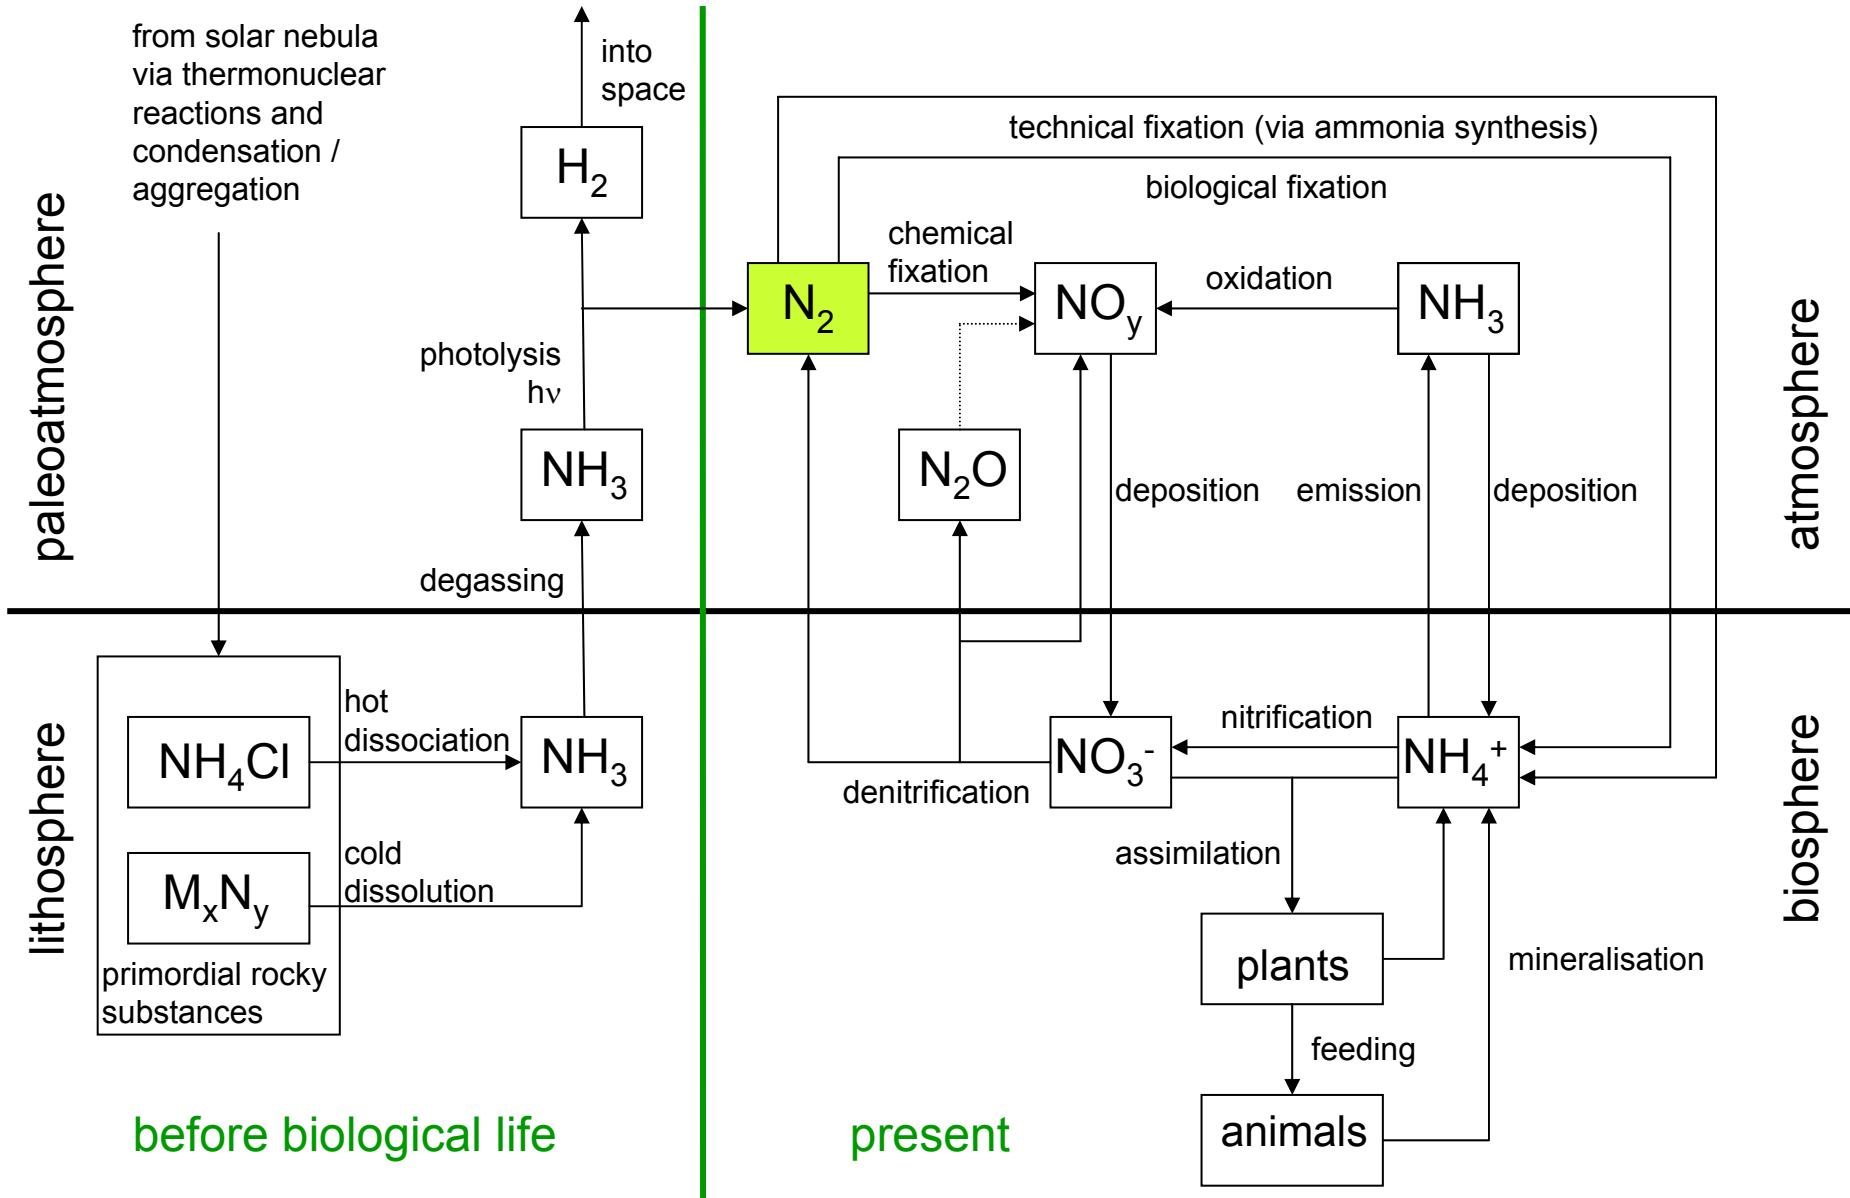 from solar nebula
via thermonuclear
reactions and
condensation /
aggregation
into
space
H₂
paleoatmosphere
photolysis
hν
NH₃
degassing
technical fixation (via ammonia synthesis)
biological fixation
chemical
fixation
N₂
NOy
oxidation
NH₃
N₂O
deposition
emission
deposition
atmosphere
lithosphere
hot
dissociation
NH₄Cl
NH₃
cold
dissolution
MₓNy
primordial rocky
substances
before biological life
denitrification
NO₃⁻
nitrification
NH₄⁺
assimilation
plants
mineralisation
feeding
animals
biosphere
present